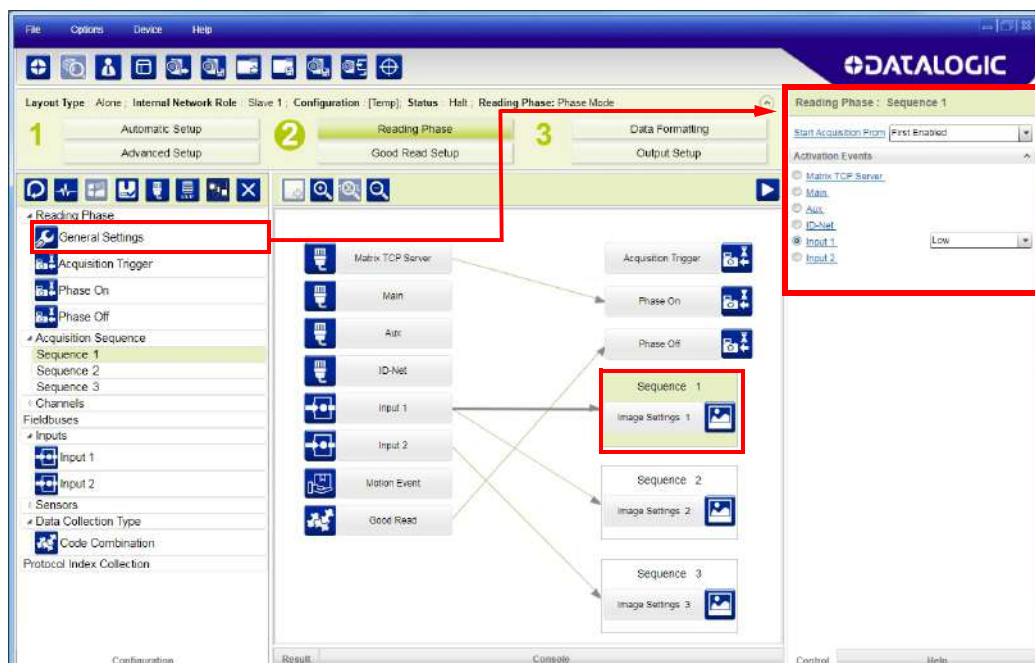 File Options Device Help
DATALOGIC
Layout Type : Alone ; Internal Network Role : Slave 1 ; Configuration : [Temp]; Status : Halt ; Reading Phase: Phase Mode
1
Automatic Setup
Advanced Setup
2
Reading Phase
Good Read Setup
3
Data Formatting
Output Setup
Reading Phase
General Settings
Acquisition Trigger
Phase On
Phase Off
Acquisition Sequence
Sequence 1
Sequence 2
Sequence 3
Channels
Fieldbuses
Inputs
Input 1
Input 2
Sensors
Data Collection Type
Code Combination
Protocol Index Collection
Configuration
Matrix TCP Server
Main
Aux
ID-Net
Input 1
Input 2
Motion Event
Good Read
Acquisition Trigger
Phase On
Phase Off
Sequence 1
Image Settings 1
Sequence 2
Image Settings 2
Sequence 3
Image Settings 3
Result Console
Reading Phase : Sequence 1
Start Acquisition From First Enabled
Activation Events
Matrix TCP Server
Main
Aux
ID-Net
Input 1 Low
Input 2
Control Help